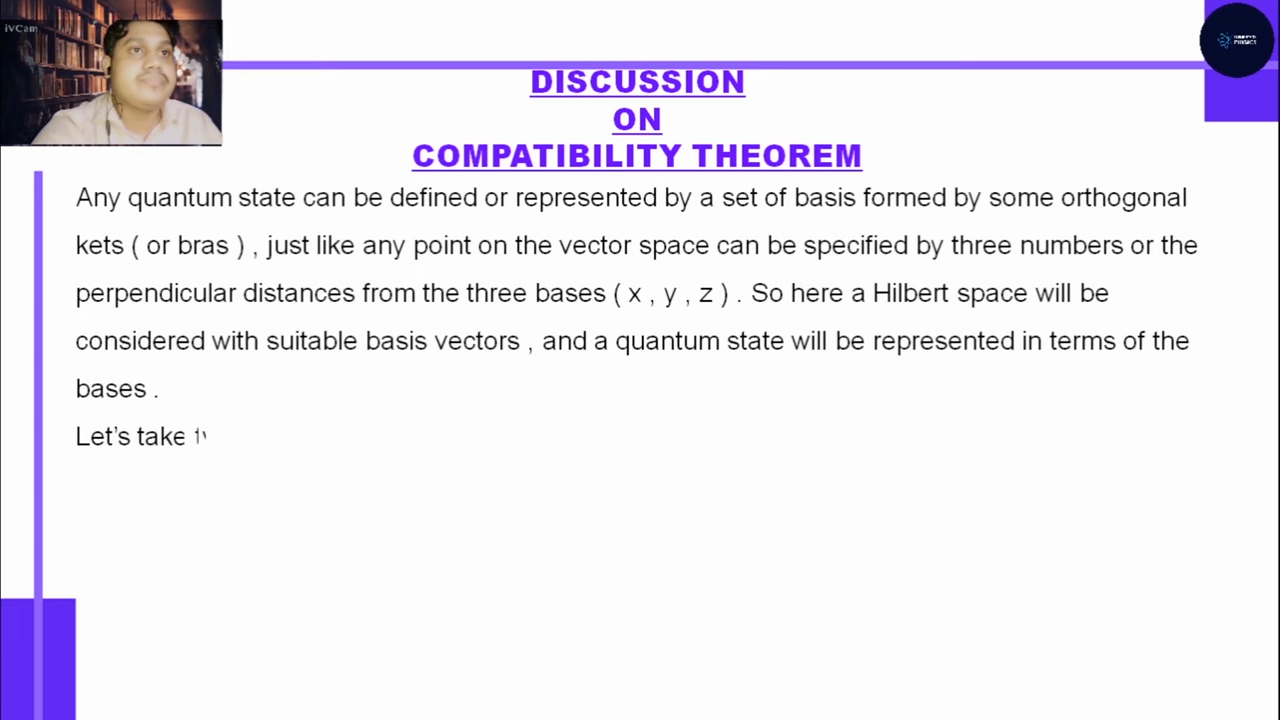 iVCam
DISCUSSION
ON
COMPATIBILITY THEOREM
Any quantum state can be defined or represented by a set of basis formed by some orthogonal
kets ( or bras ) , just like any point on the vector space can be specified by three numbers or the
perpendicular distances from the three bases ( x , y , z ) . So here a Hilbert space will be
considered with suitable basis vectors , and a quantum state will be represented in terms of the
bases .
Let’s take
PHYSICS